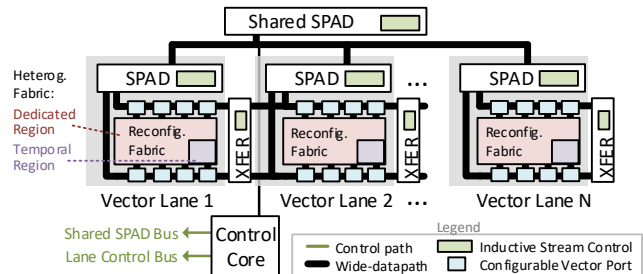 Shared SPAD
Heterog.
Fabric:
Dedicated
Region
Temporal
Region
SPAD
Reconfig.
Fabric
XFER
Vector Lane 1
SPAD
Reconfig.
Fabric
XFER
Vector Lane 2
...
...
SPAD
Reconfig.
Fabric
XFER
Vector Lane N
Shared SPAD Bus
Lane Control Bus
Control
Core
Legend
Control path
Inductive Stream Control
Wide-datapath
Configurable Vector Port